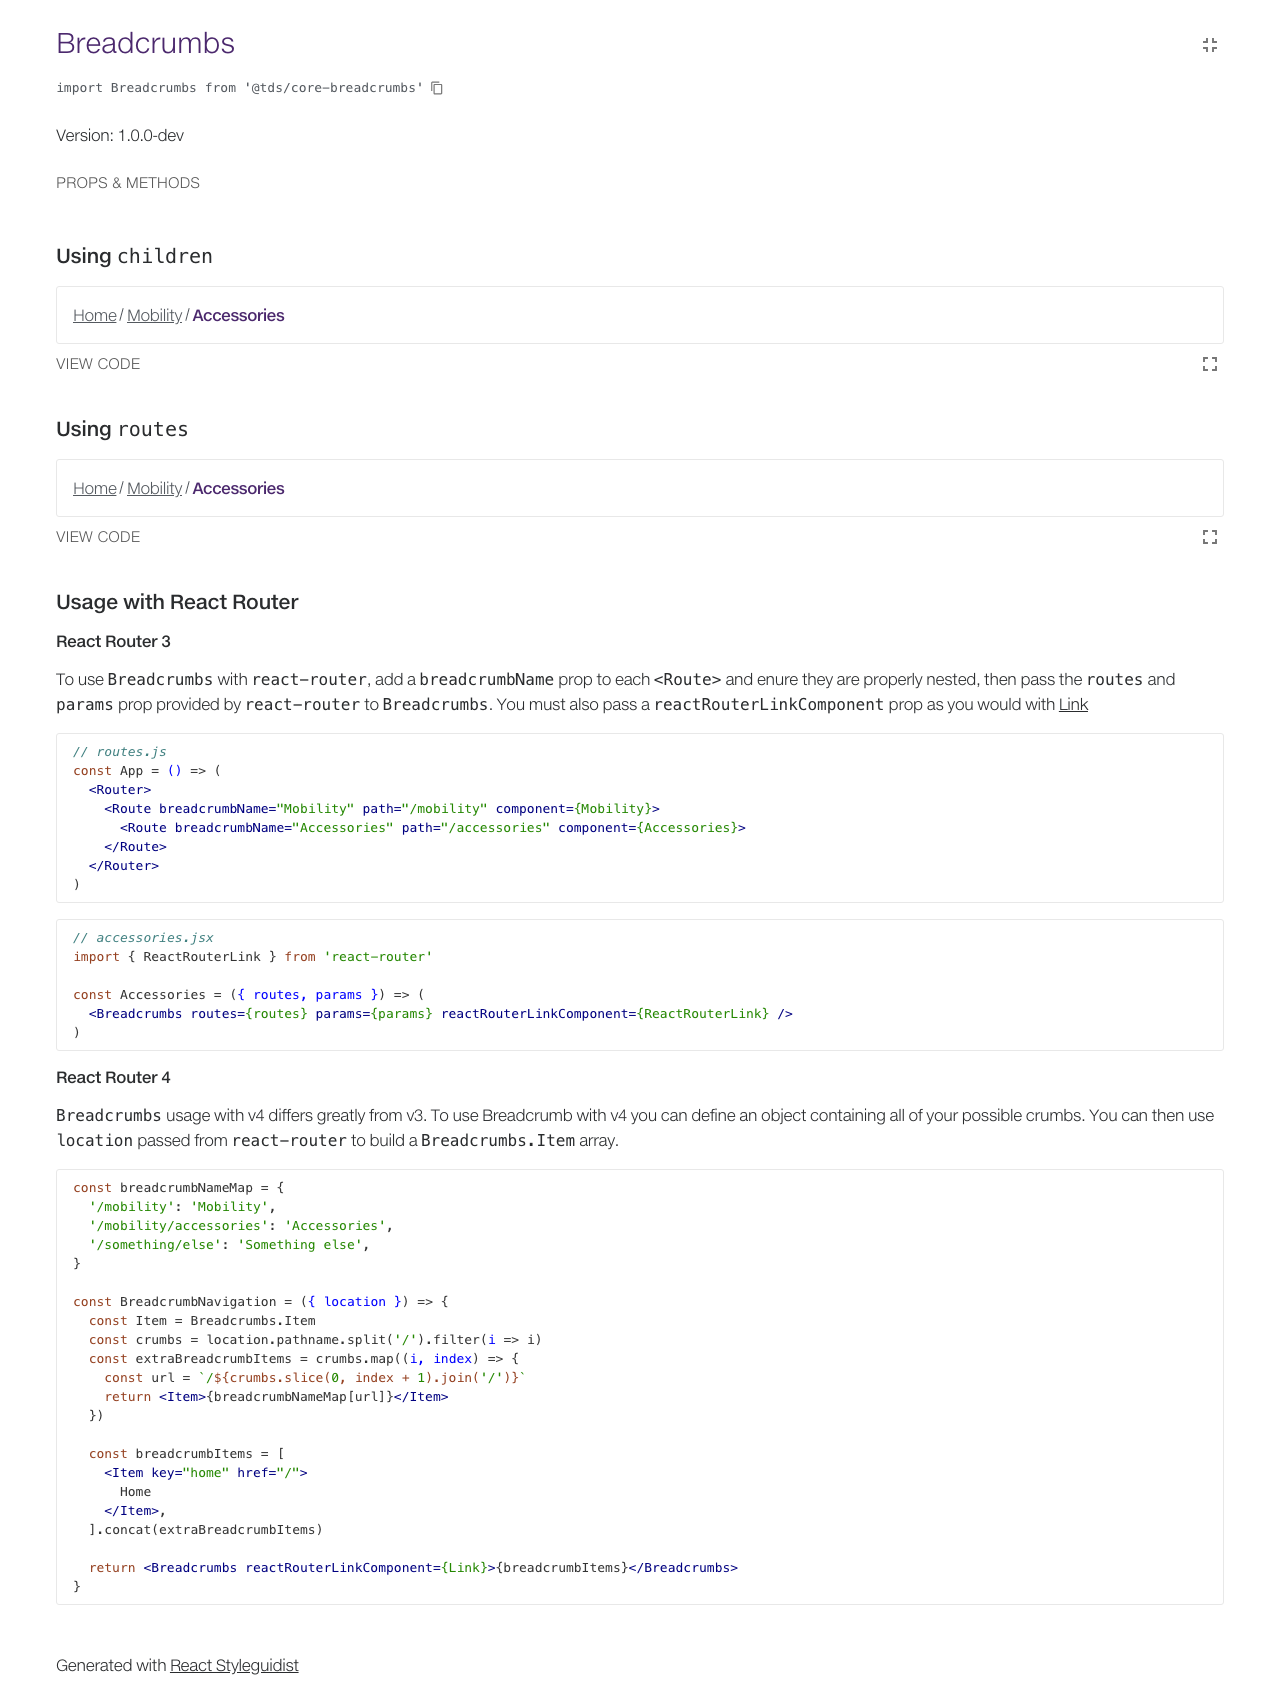 Breadcrumbs
import Breadcrumbs from '@tds/core-breadcrumbs'
Version: 1.0.0-dev
PROPS & METHODS
Using children
Home / Mobility / Accessories
VIEW CODE
Using routes
Home / Mobility / Accessories
VIEW CODE
Usage with React Router
React Router 3
To use Breadcrumbs with react-router, add a breadcrumbName prop to each <Route> and enure they are properly nested, then pass the routes and
params prop provided by react-router to Breadcrumbs. You must also pass a reactRouterLinkComponent prop as you would with Link
// routes.js
const App = () => (
  <Router>
    <Route breadcrumbName="Mobility" path="/mobility" component={Mobility}>
      <Route breadcrumbName="Accessories" path="/accessories" component={Accessories}>
    </Route>
  </Router>
)
// accessories.jsx
import { ReactRouterLink } from 'react-router'

const Accessories = ({ routes, params }) => (
  <Breadcrumbs routes={routes} params={params} reactRouterLinkComponent={ReactRouterLink} />
)
React Router 4
Breadcrumbs usage with v4 differs greatly from v3. To use Breadcrumb with v4 you can define an object containing all of your possible crumbs. You can then use
location passed from react-router to build a Breadcrumbs.Item array.
const breadcrumbNameMap = {
  '/mobility': 'Mobility',
  '/mobility/accessories': 'Accessories',
  '/something/else': 'Something else',
}

const BreadcrumbNavigation = ({ location }) => {
  const Item = Breadcrumbs.Item
  const crumbs = location.pathname.split('/').filter(i => i)
  const extraBreadcrumbItems = crumbs.map((i, index) => {
    const url = `/${crumbs.slice(0, index + 1).join('/')}`
    return <Item>{breadcrumbNameMap[url]}</Item>
  })

  const breadcrumbItems = [
    <Item key="home" href="/">
      Home
    </Item>,
  ].concat(extraBreadcrumbItems)

  return <Breadcrumbs reactRouterLinkComponent={Link}>{breadcrumbItems}</Breadcrumbs>
}
Generated with React Styleguidist